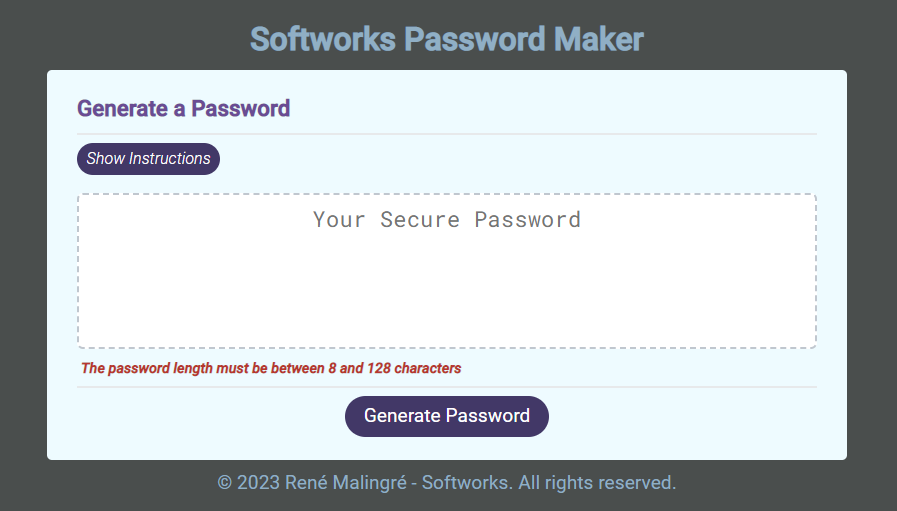 Softworks Password Maker
Generate a Password
Show Instructions
Your Secure Password
The password length must be between 8 and 128 characters
Generate Password
© 2023 René Malingré - Softworks. All rights reserved.